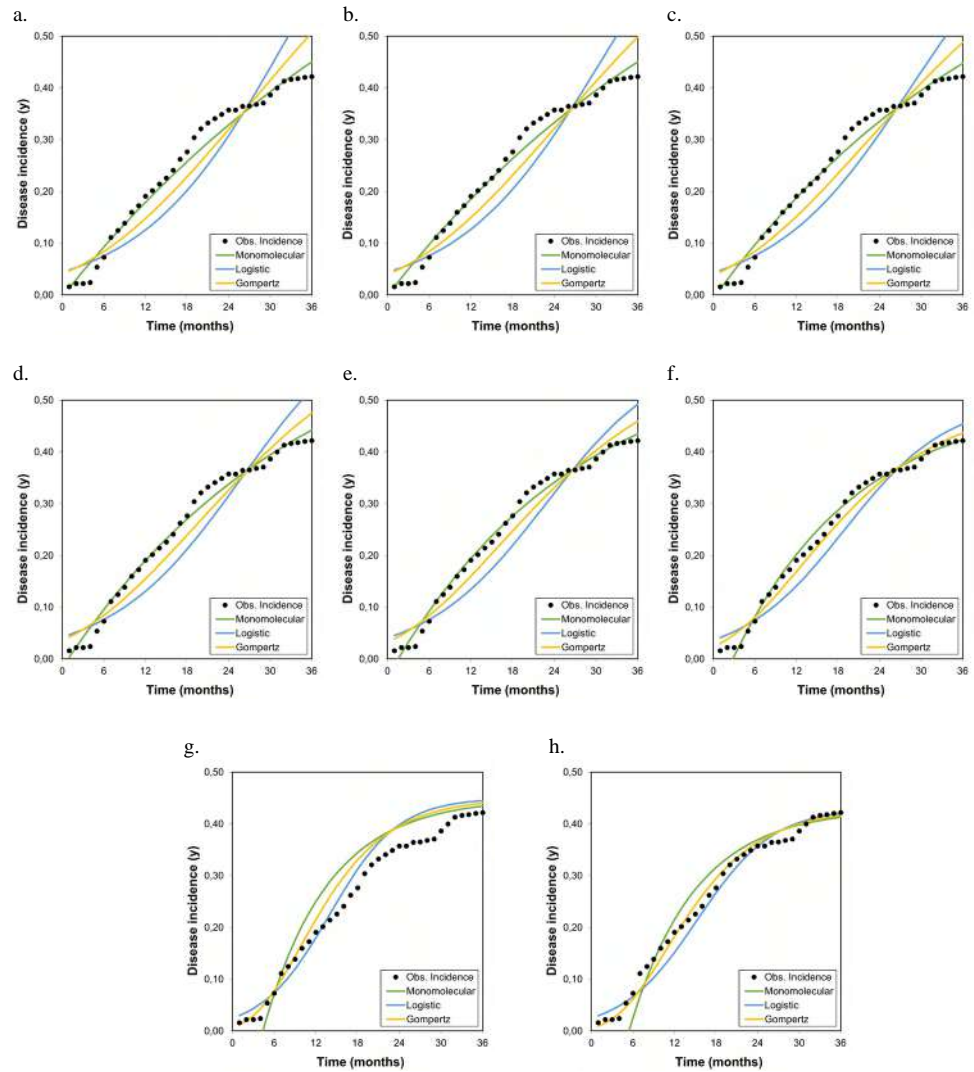 a. b. c.
0,50 0,50 0,50
0,40 0,40 0,40
0,30 0,30 0,30
0,20 0,20 0,20
0,10 0,10 0,10
0,00 0,00 0,00
Disease incidence (y) Disease incidence (y) Disease incidence (y)
Obs. Incidence Obs. Incidence Obs. Incidence
Monomolecular Monomolecular Monomolecular
Logistic Logistic Logistic
Gompertz Gompertz Gompertz
0 6 12 18 24 30 36 0 6 12 18 24 30 36 0 6 12 18 24 30 36
Time (months) Time (months) Time (months)
d. e. f.
0,50 0,50 0,50
0,40 0,40 0,40
0,30 0,30 0,30
0,20 0,20 0,20
0,10 0,10 0,10
0,00 0,00 0,00
Disease incidence (y) Disease incidence (y) Disease incidence (y)
Obs. Incidence Obs. Incidence Obs. Incidence
Monomolecular Monomolecular Monomolecular
Logistic Logistic Logistic
Gompertz Gompertz Gompertz
0 6 12 18 24 30 36 0 6 12 18 24 30 36 0 6 12 18 24 30 36
Time (months) Time (months) Time (months)
g. h.
0,50 0,50
0,40 0,40
0,30 0,30
0,20 0,20
0,10 0,10
0,00 0,00
Disease incidence (y) Disease incidence (y)
Obs. Incidence Obs. Incidence
Monomolecular Monomolecular
Logistic Logistic
Gompertz Gompertz
0 6 12 18 24 30 36 0 6 12 18 24 30 36
Time (months) Time (months)